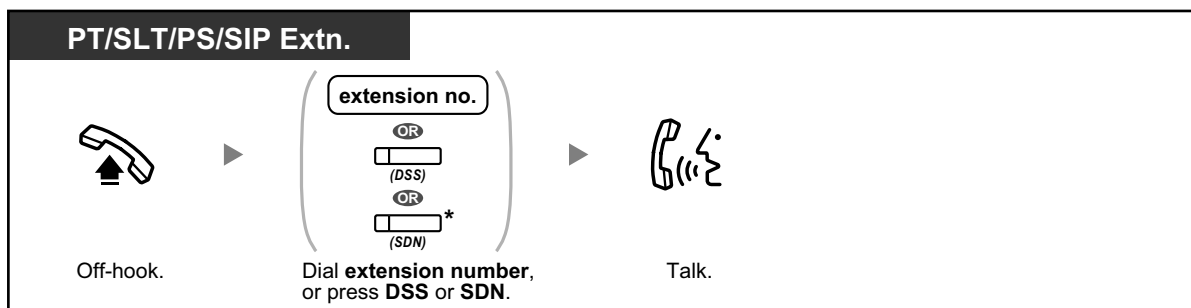 PT/SLT/PS/SIP Extn.
extension no.
OR
(DSS)
OR
*
(SDN)
Off-hook.
Dial extension number,
or press DSS or SDN.
Talk.